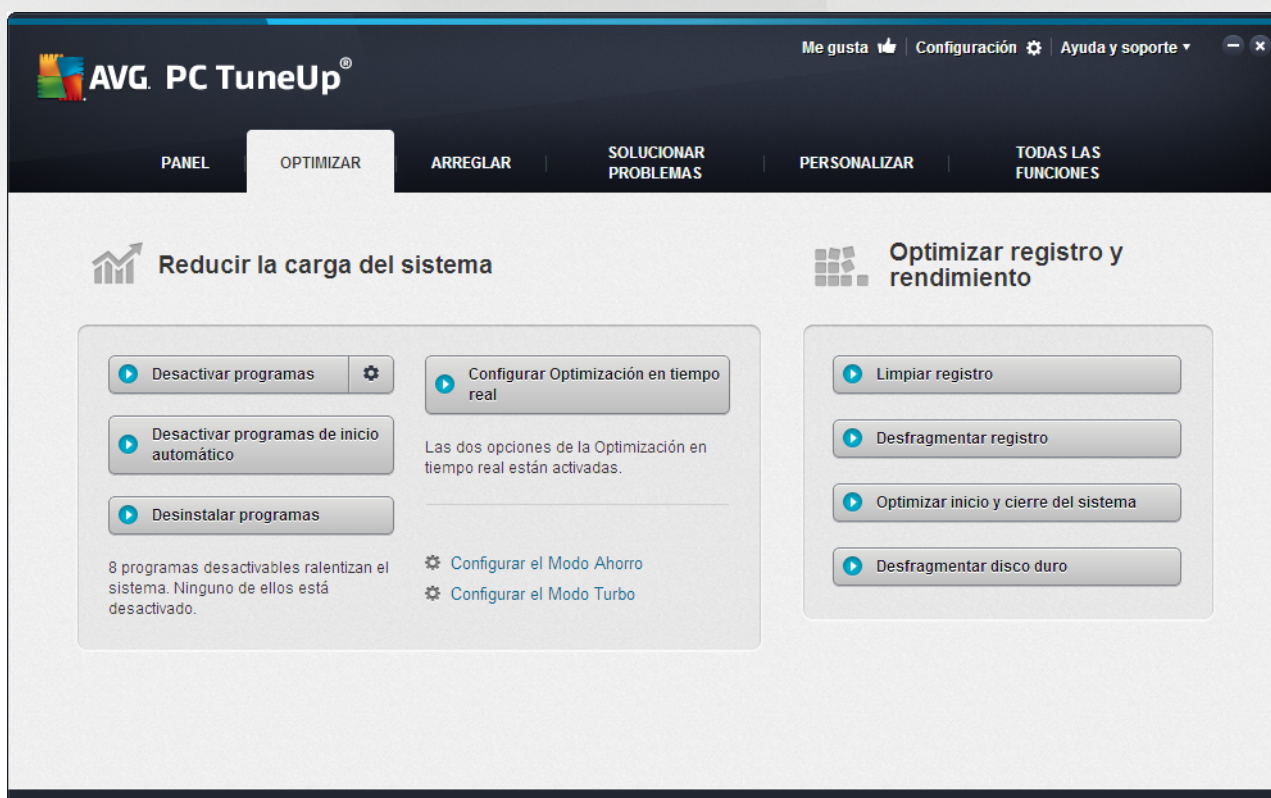 Me gusta | Configuración | Ayuda y soporte
AVG. PC TuneUp®
PANEL
OPTIMIZAR
ARREGLAR
SOLUCIONAR
PROBLEMAS
PERSONALIZAR
TODAS LAS
FUNCIONES
Reducir la carga del sistema
Desactivar programas
Desactivar programas de inicio
automático
Desinstalar programas
8 programas desactivables ralentizan el
sistema. Ninguno de ellos está
desactivado.
Configurar Optimización en tiempo
real
Las dos opciones de la Optimización en
tiempo real están activadas.
Configurar el Modo Ahorro
Configurar el Modo Turbo
Optimizar registro y
rendimiento
Limpiar registro
Desfragmentar registro
Optimizar inicio y cierre del sistema
Desfragmentar disco duro